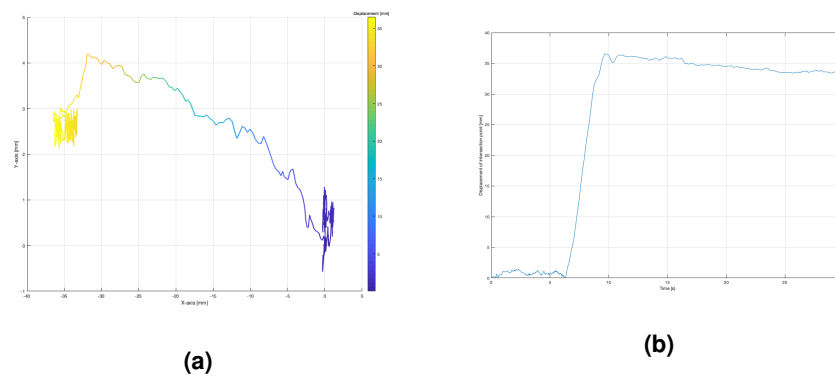 Displacement [mm]
5
4
3
2
1
0
-1
Y-axis [mm]
-40 -35 -30 -25 -20 -15 -10 -5 0 5
X-axis [mm]
35
30
25
20
15
10
5
(a)
40
35
30
25
20
15
10
5
0
Displacement of intersection point [mm]
0 5 10 15 20 25
Time [s]
(b)